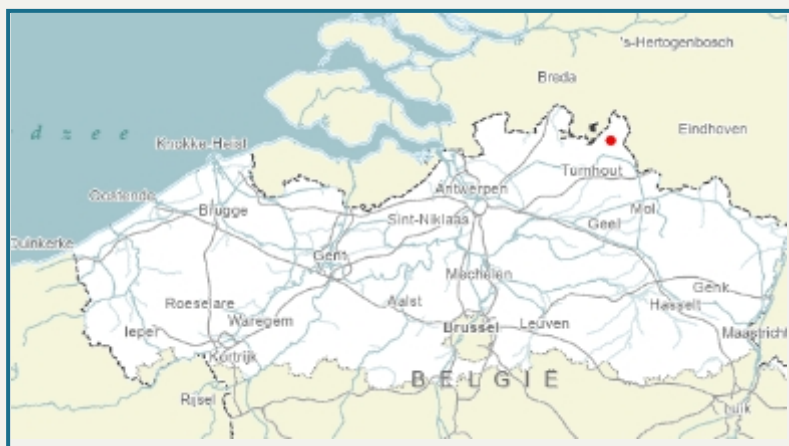 's-Hertogenbosch
Breda
d z e e
Eindhoven
Knokke-Heist
Turnhout
Antwerpen
Oostende
Brugge
Sint-Niklaas
Mol
Geel
Duinkerke
Gent
Mechelen
Genk
Roeselare
Aalst
Hasselt
Waregem
Ieper
Brussel
Leuven
Maastricht
Kortrijk
BELGIË
Rijsel
Luik